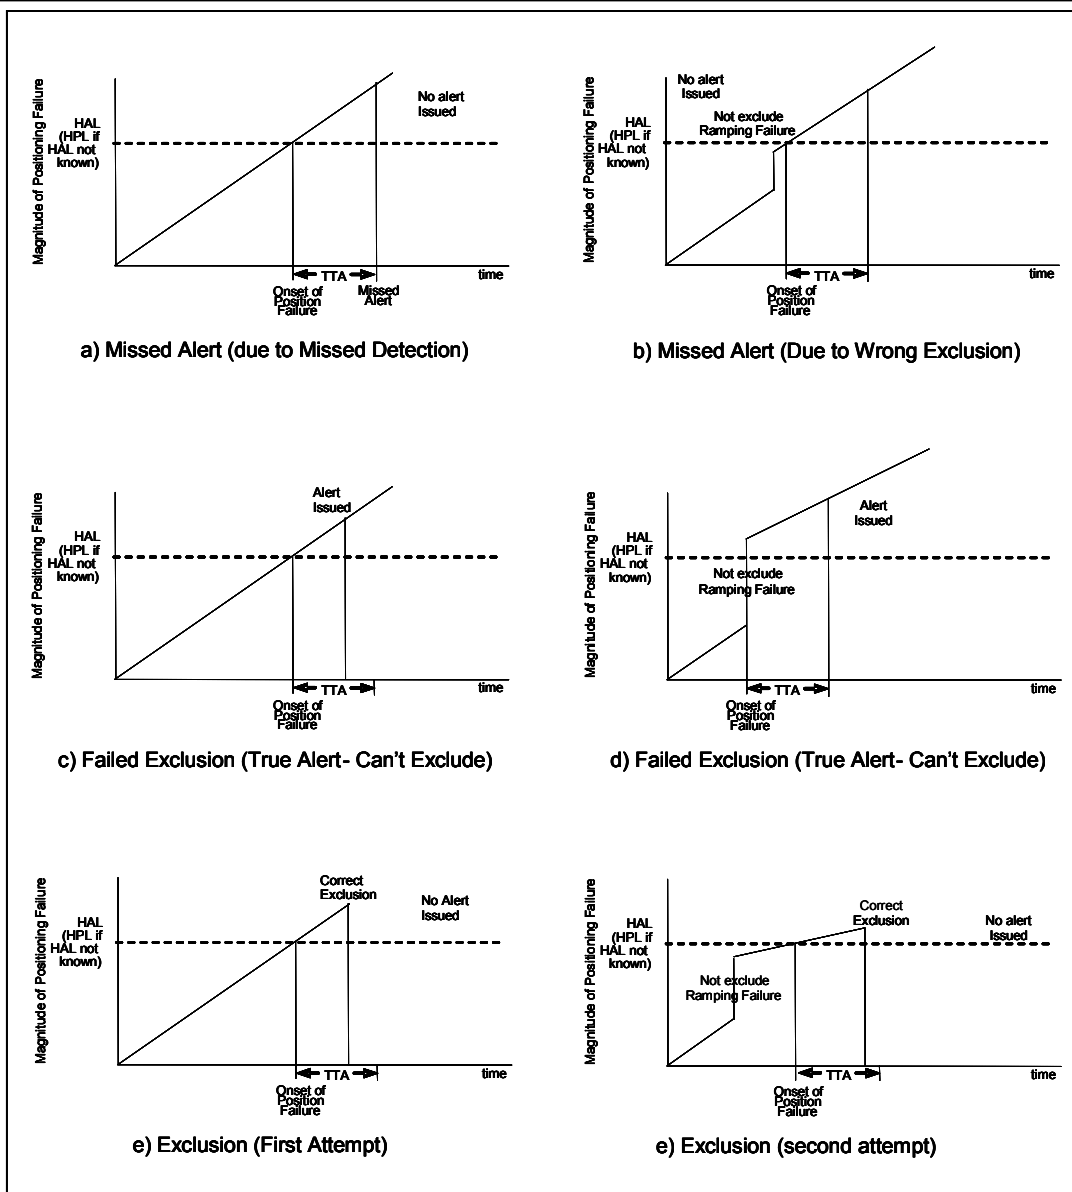 Magnitude of Positioning Failure
HAL
(HPL if
HAL not
known)
No alert
Issued
TTA
time
Onset of
Position
Failure
Missed
Alert
a) Missed Alert (due to Missed Detection)
Magnitude of Positioning Failure
No alert
Issued
HAL
(HPL if
HAL not
known)
Not exclude
Ramping Failure
TTA
time
Onset of
Position
Failure
b) Missed Alert (Due to Wrong Exclusion)
Magnitude of Positioning Failure
HAL
(HPL if
HAL not
known)
Alert
Issued
TTA
time
Onset of
Position
Failure
c) Failed Exclusion (True Alert- Can't Exclude)
Magnitude of Positioning Failure
HAL
(HPL if
HAL not
known)
Alert
Issued
Not exclude
Ramping Failure
TTA
time
Onset of
Position
Failure
d) Failed Exclusion (True Alert- Can't Exclude)
Magnitude of Positioning Failure
HAL
(HPL if
HAL not
known)
Correct
Exclusion
No Alert
Issued
TTA
time
Onset of
Position
Failure
e) Exclusion (First Attempt)
Magnitude of Positioning Failure
HAL
(HPL if
HAL not
known)
Correct
Exclusion
No alert
Issued
Not exclude
Ramping Failure
TTA
time
Onset of
Position
Failure
e) Exclusion (second attempt)